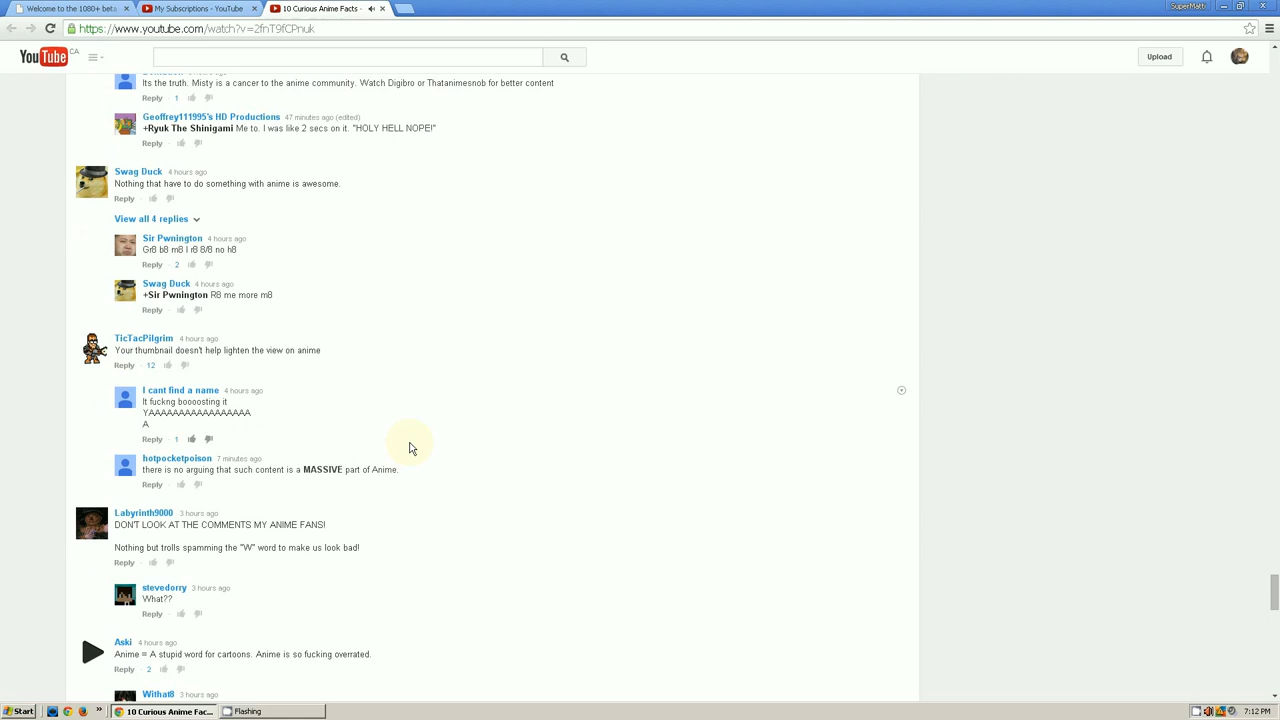 Welcome to the 1080+ beta
My Subscriptions - YouTube
10 Curious Anime Facts -
SuperMatt
https://www.youtube.com/watch?v=2fnT9fCPnuk
YouTube CA
Upload
Its the truth. Misty is a cancer to the anime community. Watch Digibro or Thatanimesnob for better content
Reply · 1
Geoffrey111995's HD Productions 47 minutes ago (edited)
+Ryuk The Shinigami Me to. I was like 2 secs on it. "HOLY HELL NOPE!"
Reply ·
Swag Duck 4 hours ago
Nothing that have to do something with anime is awesome.
Reply ·
View all 4 replies
Sir Pwnington 4 hours ago
Gr8 b8 m8 I r8 8/8 no h8
Reply · 2
Swag Duck 4 hours ago
+Sir Pwnington R8 me more m8
Reply ·
TicTacPilgrim 4 hours ago
Your thumbnail doesn't help lighten the view on anime
Reply · 12
I cant find a name 4 hours ago
It fuckng boooosting it
YAAAAAAAAAAAAAAAAA
A
Reply · 1
hotpocketpoison 7 minutes ago
there is no arguing that such content is a MASSIVE part of Anime.
Reply ·
Labyrinth9000 3 hours ago
DON'T LOOK AT THE COMMENTS MY ANIME FANS!
Nothing but trolls spamming the "W" word to make us look bad!
Reply ·
stevedorry 3 hours ago
What??
Reply ·
Aski 4 hours ago
Anime = A stupid word for cartoons. Anime is so fucking overrated.
Reply · 2
Withat8 3 hours ago
Start
»
10 Curious Anime Fac...
Flashing
7:12 PM